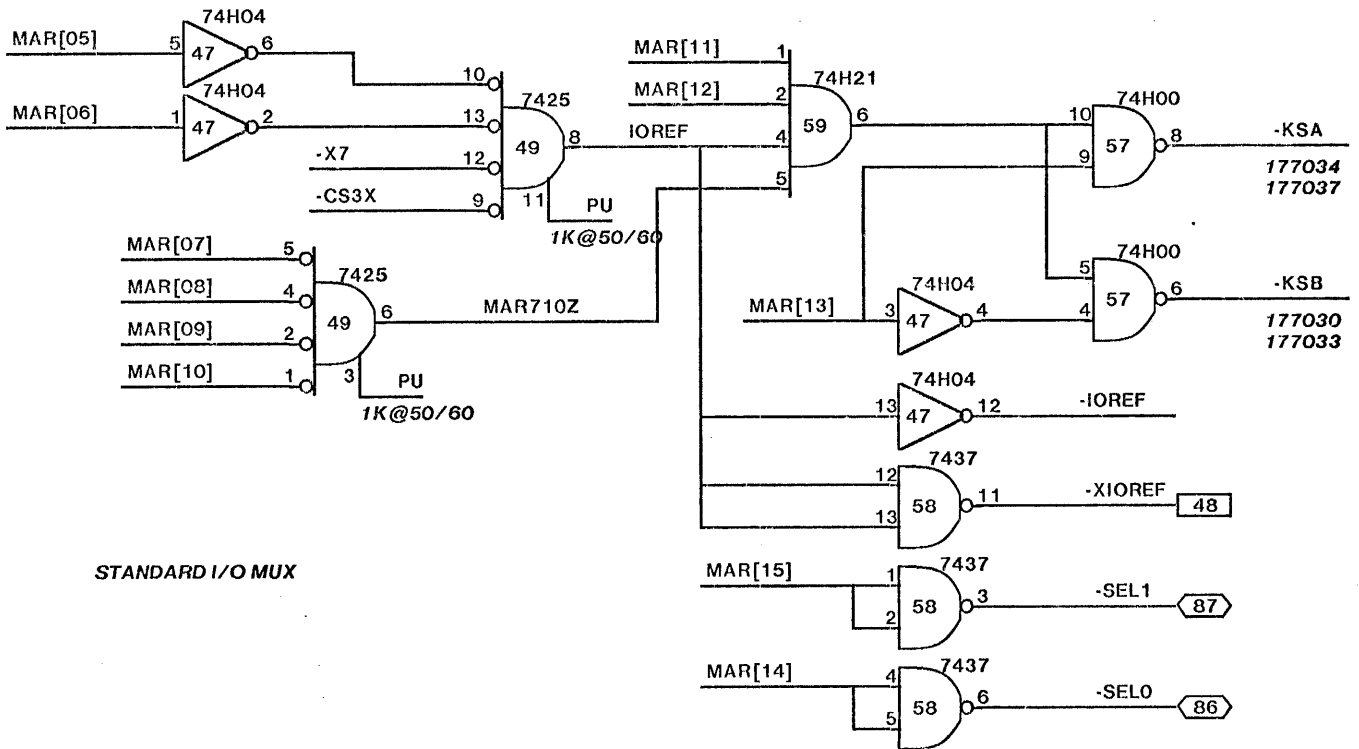 74H04
MAR[05]
5
47
6
74H04
MAR[06]
1
47
2
10
7425
13
49
8
IOREF
-X7
12
-CS3X
9
11
PU
1K@50/60
MAR[07]
5
7425
MAR[08]
4
49
6
MAR710Z
MAR[09]
2
MAR[10]
1
3
PU
1K@50/60
MAR[11]
1
74H21
MAR[12]
2
59
6
4
5
74H00
10
57
8
-KSA
9
177034
177037
74H00
5
57
6
-KSB
4
177030
177033
74H04
MAR[13]
3
47
4
74H04
13
47
12
-IOREF
7437
12
58
11
-XIOREF
48
13
STANDARD I/O MUX
7437
MAR[15]
1
58
3
-SEL1
87
2
7437
MAR[14]
4
58
6
-SEL0
86
5